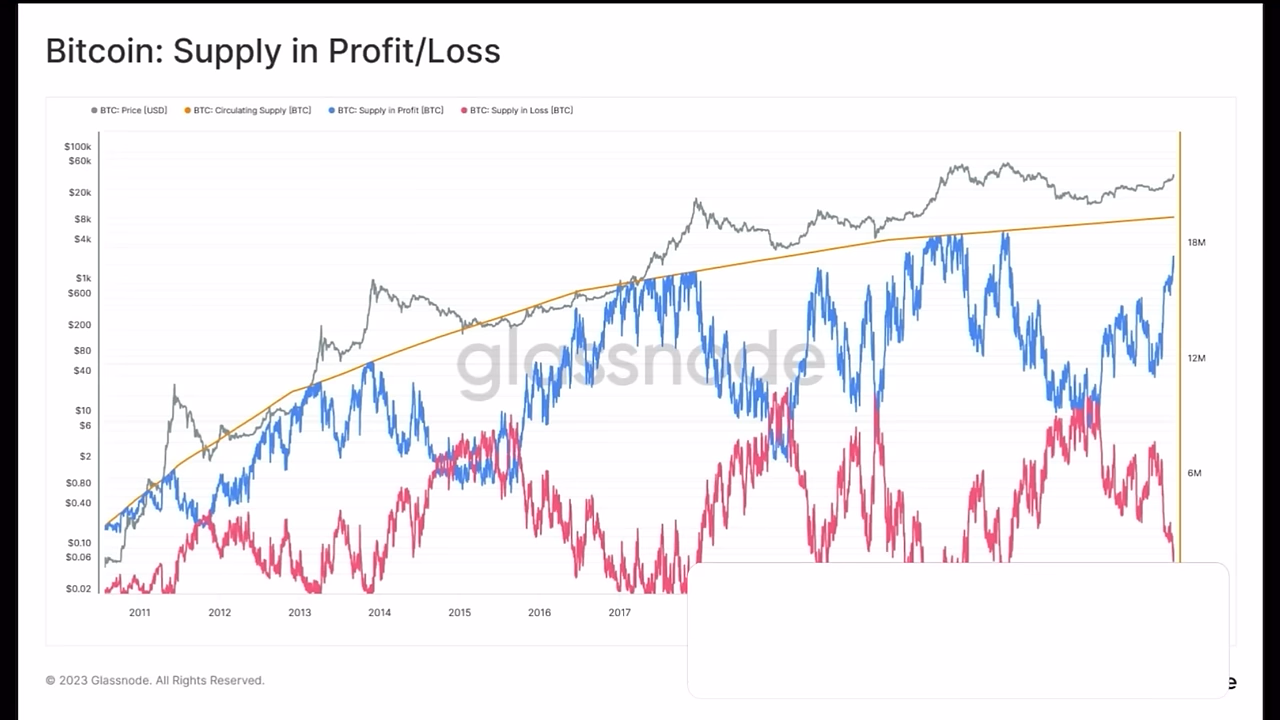 Bitcoin: Supply in Profit/Loss
BTC: Price [USD] BTC: Circulating Supply [BTC] BTC: Supply in Profit [BTC] BTC: Supply in Loss [BTC]
$100k
$60k
$20k
$8k
$4k
$1k
$600
$200
$80
$40
$10
$6
$2
$0.80
$0.40
$0.10
$0.06
$0.02
18M
12M
6M
glassnode
2011 2012 2013 2014 2015 2016 2017
© 2023 Glassnode. All Rights Reserved.
e